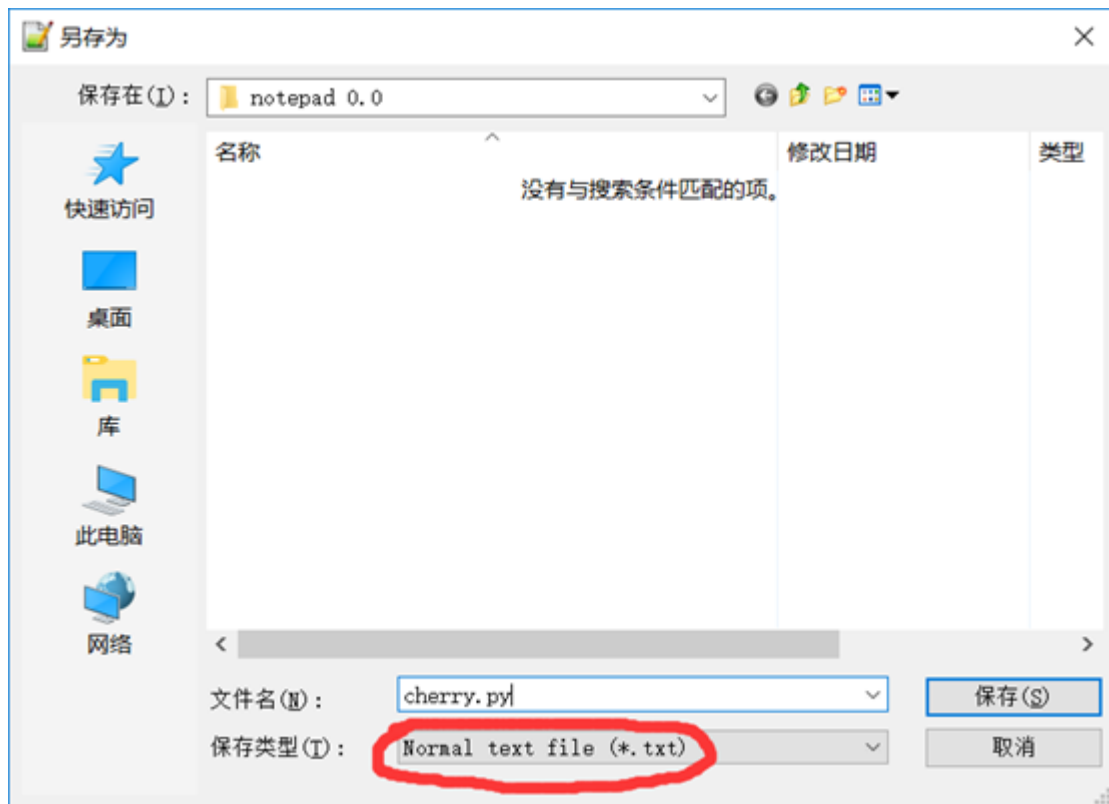 另存为
保存在(I):
notepad 0.0
名称
修改日期
类型
没有与搜索条件匹配的项。
快速访问
桌面
库
此电脑
网络
文件名(N):
cherry.py
保存(S)
保存类型(T):
Normal text file (*.txt)
取消